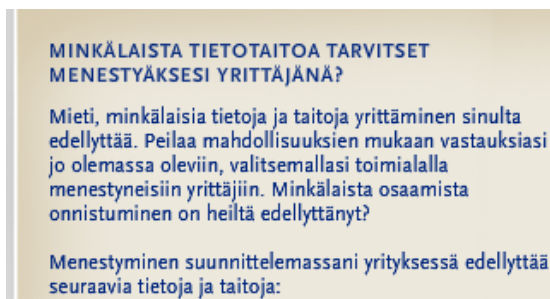 MINKÄLAISTA TIETOTAITOA TARVITSET
MENESTYÄKSESI YRITTÄJÄNÄ?
Mieti, minkälaisia tietoja ja taitoja yrittäminen sinulta
edellyttää. Peilaa mahdollisuuksien mukaan vastauksiasi
jo olemassa oleviin, valitsemallasi toimialalla
menestyneisiin yrittäjiin. Minkälaista osaamista
onnistuminen on heiltä edellyttänyt?
Menestyminen suunnittelemassani yrityksessä edellyttää
seuraavia tietoja ja taitoja: